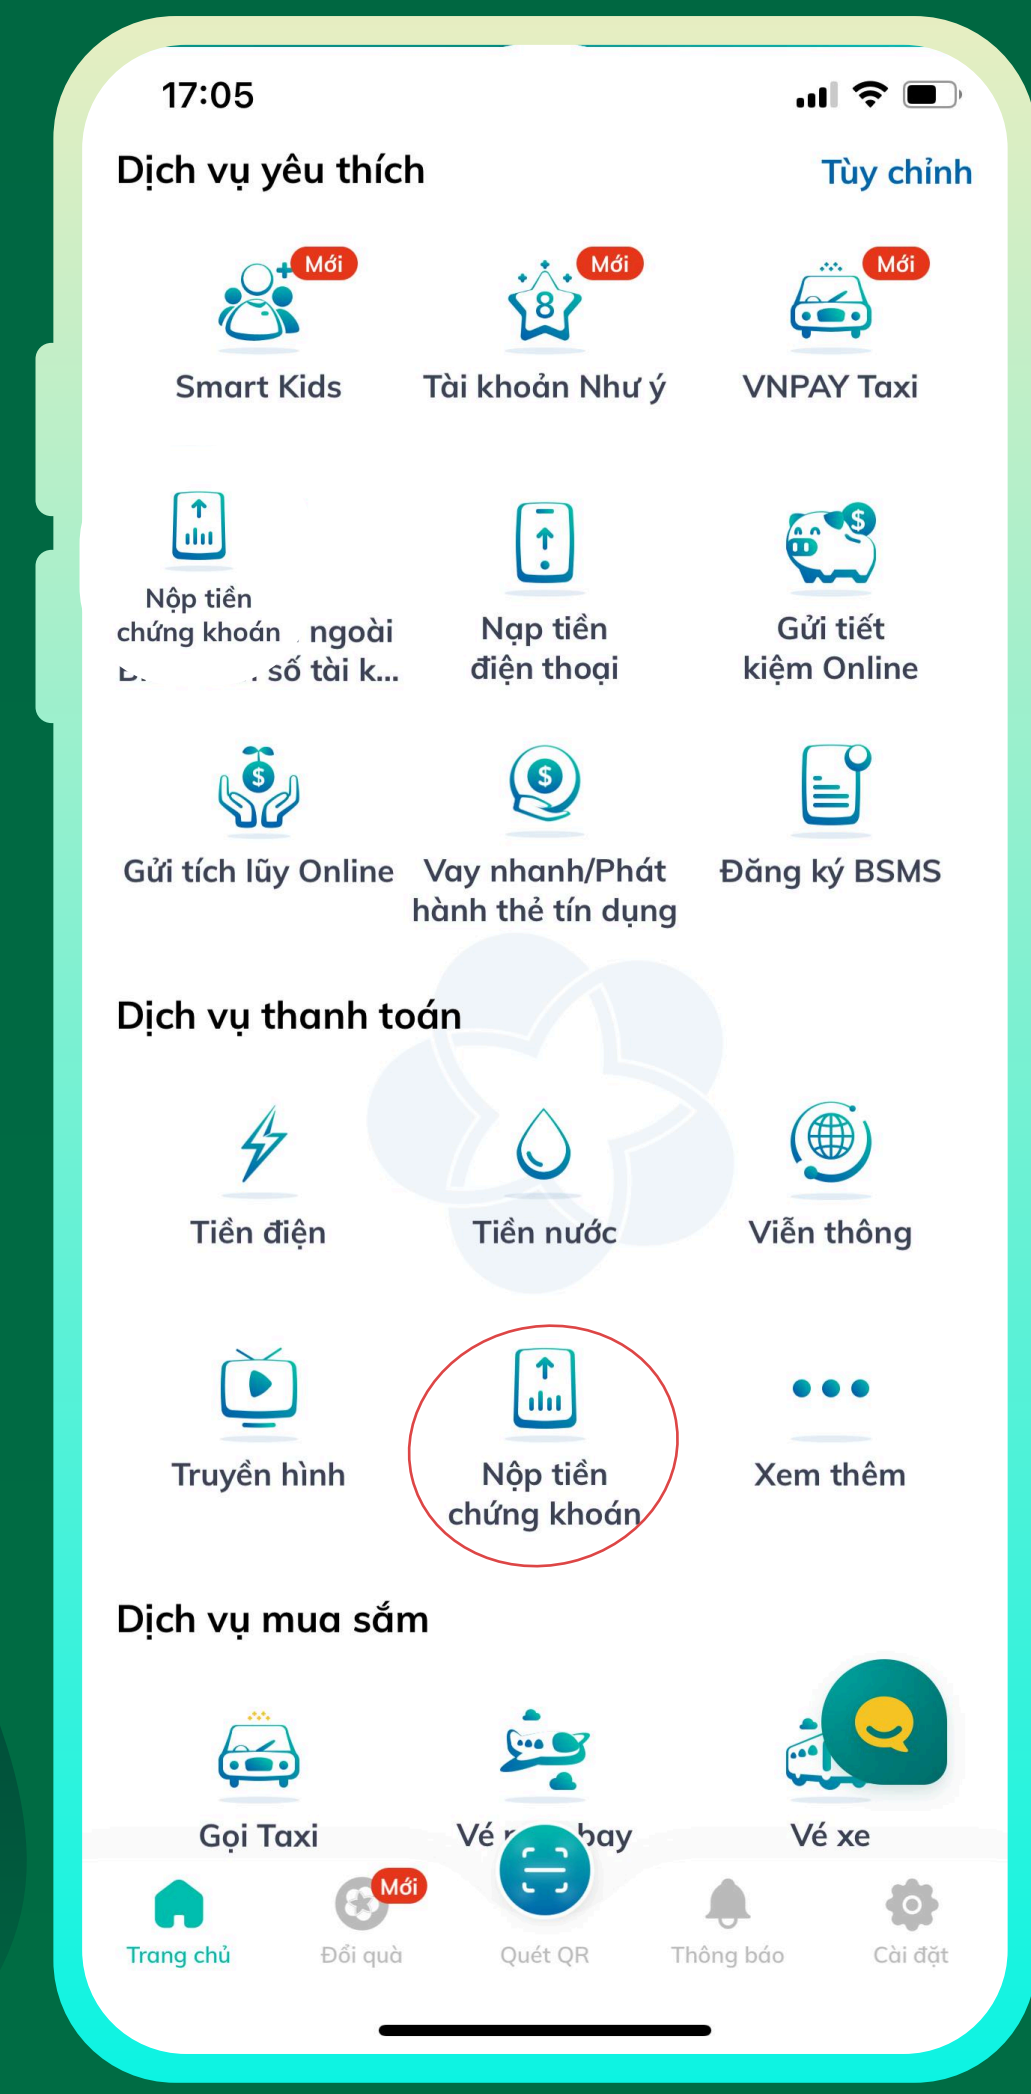 17:05
Dịch vụ yêu thích
Tùy chỉnh
Mới
Mới
Mới
Smart Kids
Tài khoản Như ý
VNPAY Taxi
Nộp tiền
chứng khoán
ngoài
số tài k...
Nạp tiền
điện thoại
Gửi tiết
kiệm Online
Gửi tích lũy Online
Vay nhanh/Phát
hành thẻ tín dụng
Đăng ký BSMS
Dịch vụ thanh toán
Tiền điện
Tiền nước
Viễn thông
Truyền hình
Nộp tiền
chứng khoán
Xem thêm
Dịch vụ mua sắm
Gọi Taxi
Vé
bay
Vé xe
Mới
Trang chủ
Đổi quà
Quét QR
Thông báo
Cài đặt